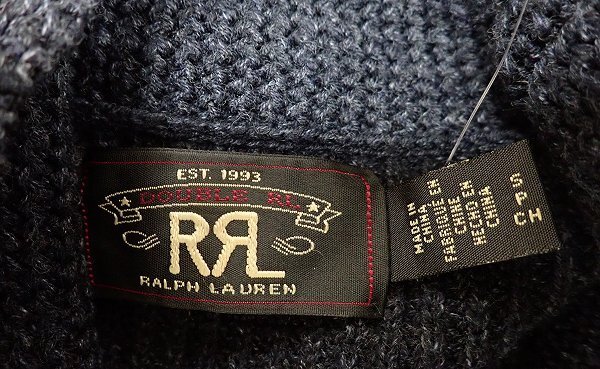 EST. 1993
DOUBLE RL
RRL
RALPH LAUREN
MADE IN
CHINA
FABRIQUÉ EN
CHINE
HECHO EN
CHINA
S
P
CH